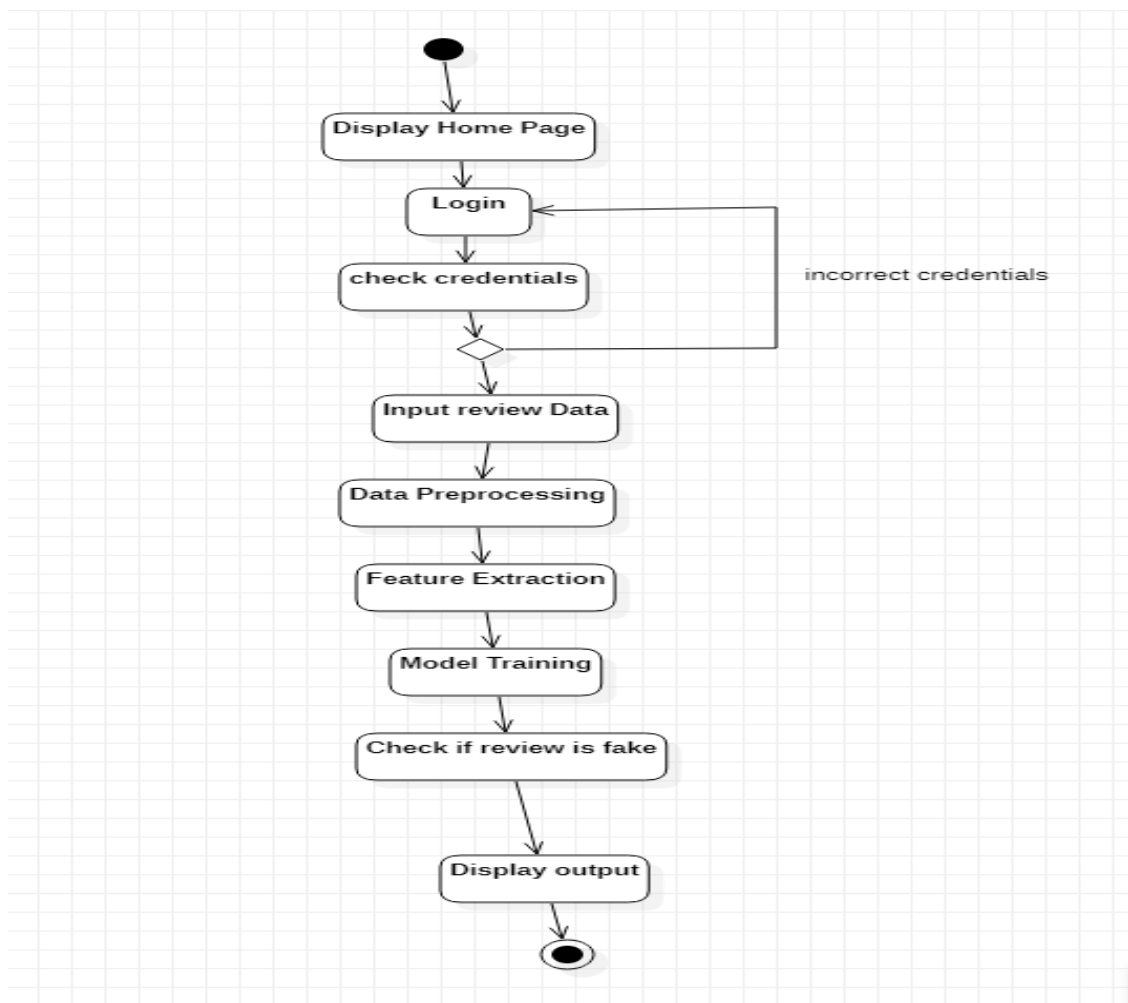 Display Home Page
Login
check credentials
incorrect credentials
Input review Data
Data Preprocessing
Feature Extraction
Model Training
Check if review is fake
Display output